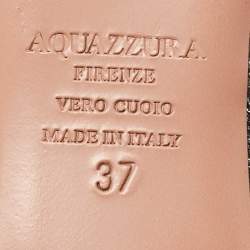 AQUAZZURA
FIRENZE
VERO CUOIO
MADE IN ITALY
37